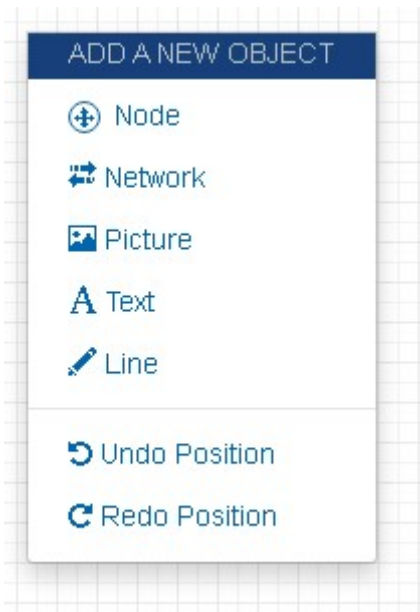 ADD A NEW OBJECT
Node
Network
Picture
Text
Line
Undo Position
Redo Position